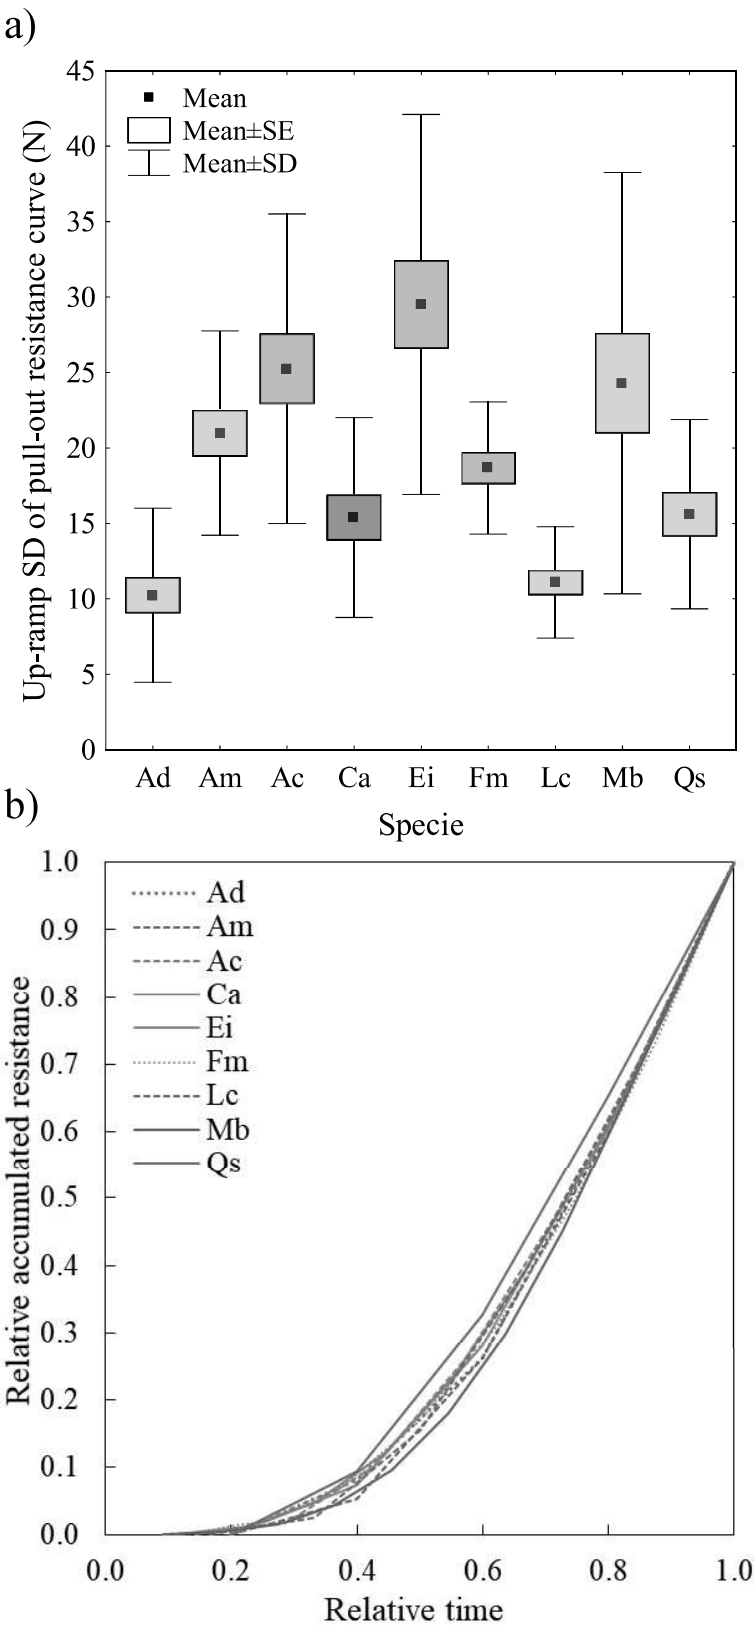 a)
Up-ramp SD of pull-out resistance curve (N)
45
40
35
30
25
20
15
10
5
0
Mean
Mean±SE
Mean±SD
Ad Am Ac Ca Ei Fm Lc Mb Qs
Specie
b)
Relative accumulated resistance
1.0
0.9
0.8
0.7
0.6
0.5
0.4
0.3
0.2
0.1
0.0
Ad
Am
Ac
Ca
Ei
Fm
Lc
Mb
Qs
0.0 0.2 0.4 0.6 0.8 1.0
Relative time